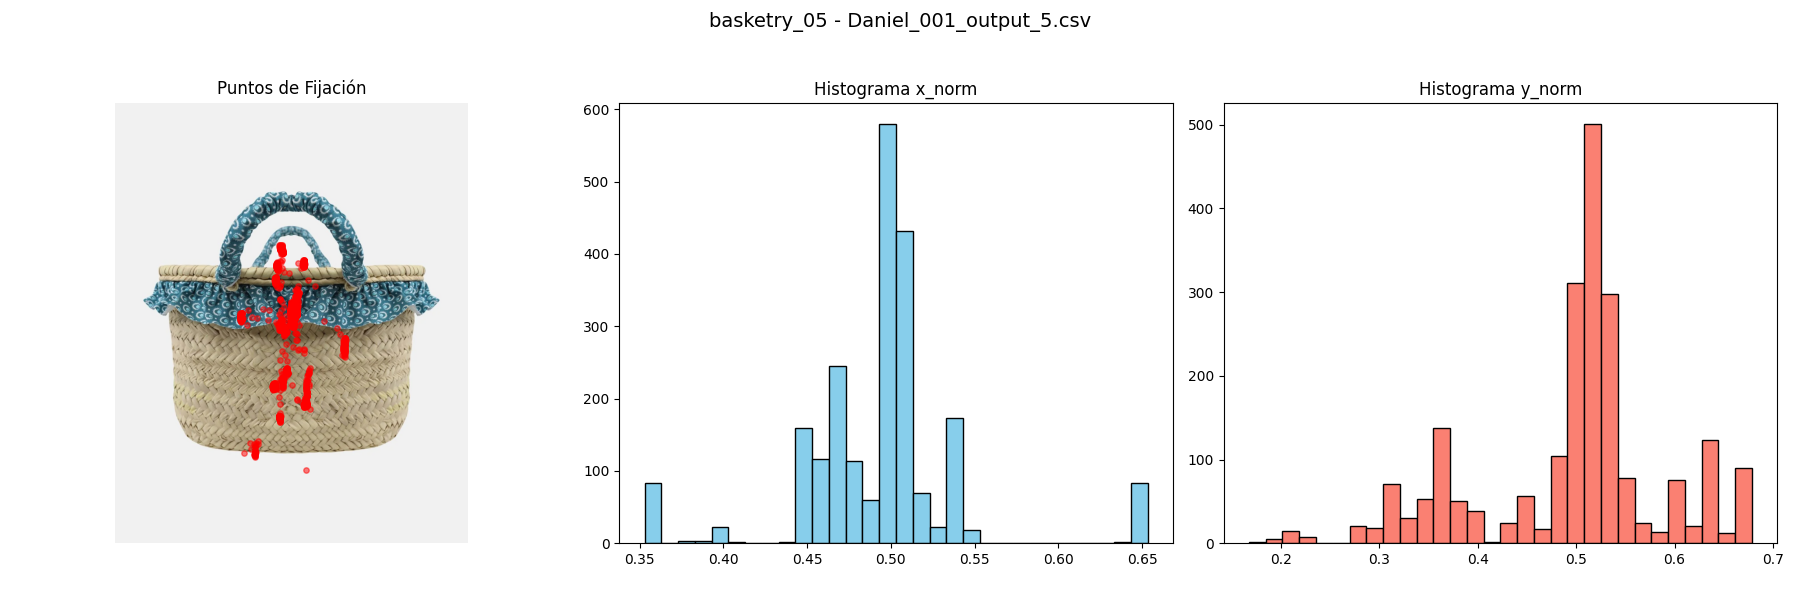 basketry_05 - Daniel_001_output_5.csv
Puntos de Fijación
Histograma x_norm
600
500
400
300
200
100
0
0.35 0.40 0.45 0.50 0.55 0.60 0.65
Histograma y_norm
500
400
300
200
100
0
0.2 0.3 0.4 0.5 0.6 0.7